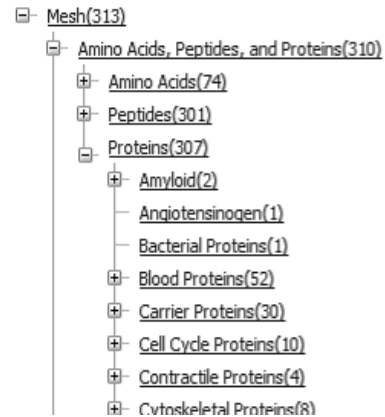 Mesh(313)
Amino Acids, Peptides, and Proteins(310)
Amino Acids(74)
Peptides(301)
Proteins(307)
Amyloid(2)
Angiotensinogen(1)
Bacterial Proteins(1)
Blood Proteins(52)
Carrier Proteins(30)
Cell Cycle Proteins(10)
Contractile Proteins(4)
Cytoskeletal Proteins(8)